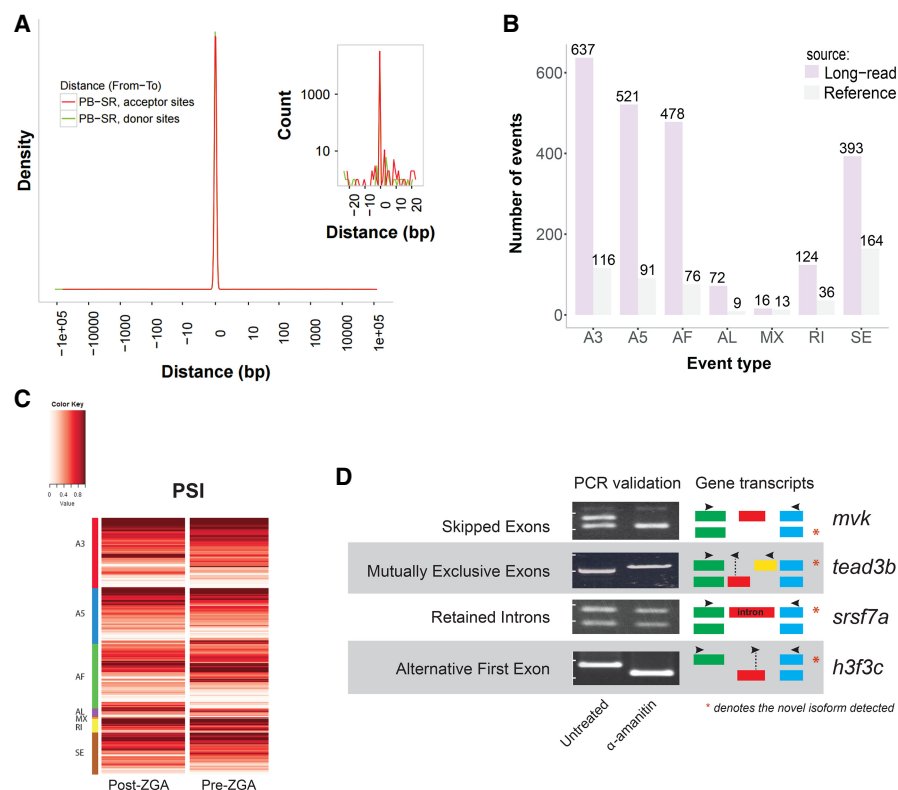 A
Distance (From−To)
PB−SR, acceptor sites
PB−SR, donor sites
Density
−1e+05
−10000
−1000
−100
−10
0
10
100
1000
10000
1e+05
Distance (bp)
Count
1000
10
−20
−10
0
10
20
Distance (bp)
B
source:
Long−read
Reference
Number of events
600
400
200
0
637
116
521
91
478
76
72
9
16
13
124
36
393
164
A3
A5
AF
AL
MX
RI
SE
Event type
C
Color Key
0 0.4 0.8
Value
PSI
A3
A5
AF
AL
MX
RI
SE
Post-ZGA
Pre-ZGA
D
PCR validation
Gene transcripts
Skipped Exons
mvk
*
Mutually Exclusive Exons
* tead3b
Retained Introns
intron
* srsf7a
Alternative First Exon
* h3f3c
Untreated
α-amanitin
* denotes the novel isoform detected